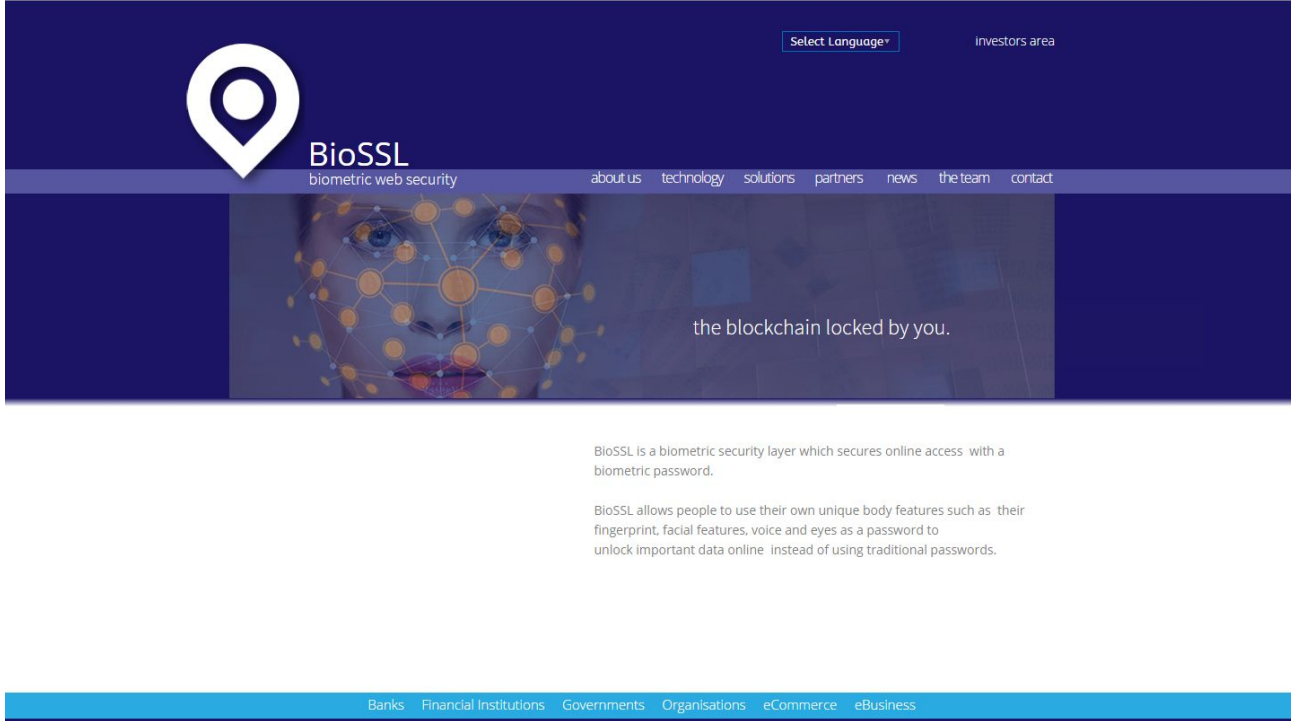 Select Language▾
investors area
BioSSL
biometric web security
about us technology solutions partners news the team contact
the blockchain locked by you.
BioSSL is a biometric security layer which secures online access with a
biometric password.
BioSSL allows people to use their own unique body features such as their
fingerprint, facial features, voice and eyes as a password to
unlock important data online instead of using traditional passwords.
Banks Financial Institutions Governments Organisations eCommerce eBusiness